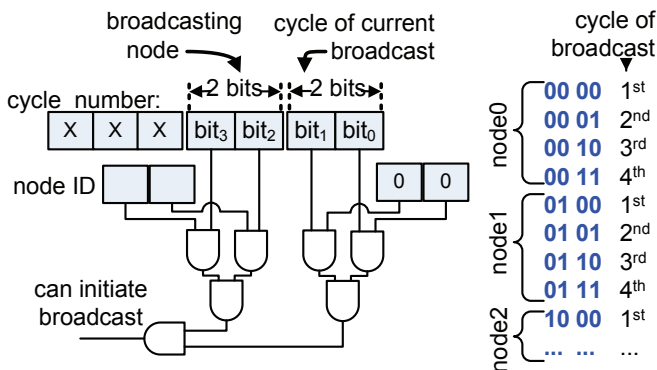 broadcasting node
cycle of current broadcast
2 bits 2 bits
cycle number:
X X X bit3 bit2 bit1 bit0
node ID
0 0
can initiate broadcast
cycle of broadcast
node0
00 00 1st
00 01 2nd
00 10 3rd
00 11 4th
node1
01 00 1st
01 01 2nd
01 10 3rd
01 11 4th
node2
10 00 1st
... ... ...